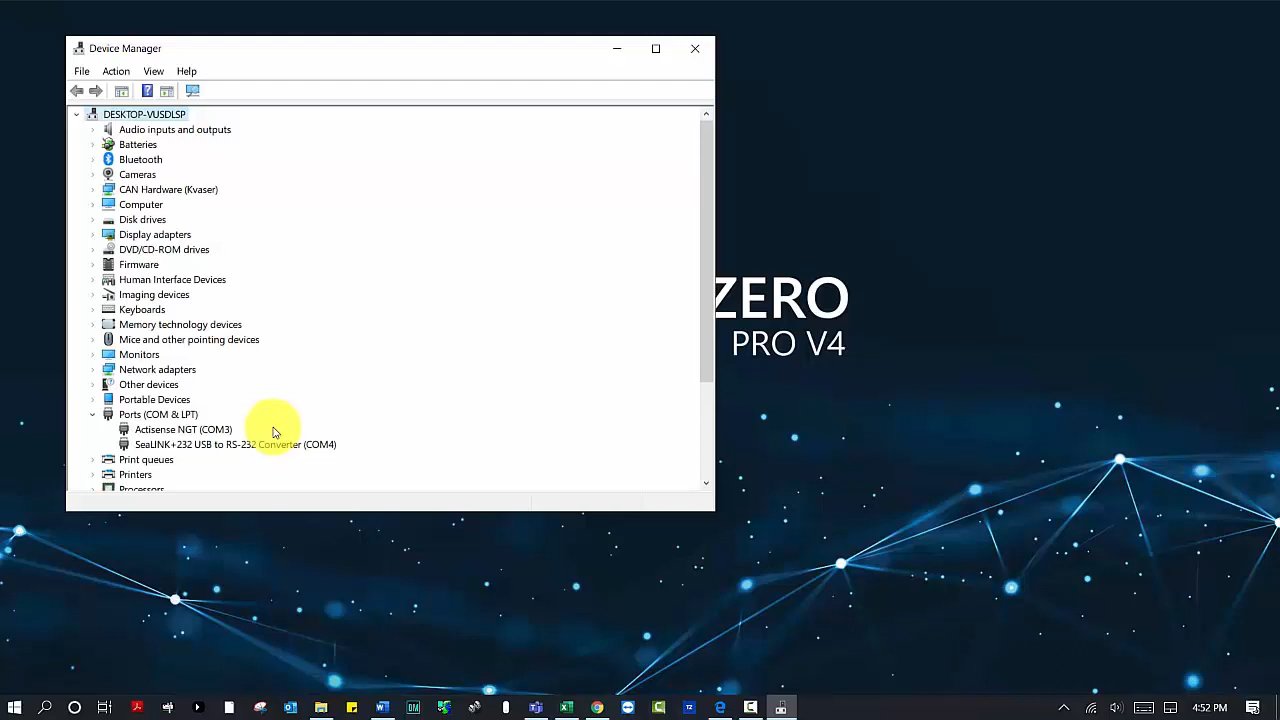 Device Manager
File Action View Help
DESKTOP-VUSDLSP
Audio inputs and outputs
Batteries
Bluetooth
Cameras
CAN Hardware (Kvaser)
Computer
Disk drives
Display adapters
DVD/CD-ROM drives
Firmware
Human Interface Devices
Imaging devices
Keyboards
Memory technology devices
Mice and other pointing devices
Monitors
Network adapters
Other devices
Portable Devices
Ports (COM & LPT)
Actisense NGT (COM3)
SeaLINK+232 USB to RS-232 Converter (COM4)
Print queues
Printers
Processors
ZERO
PRO V4
DM
TZ
4:52 PM